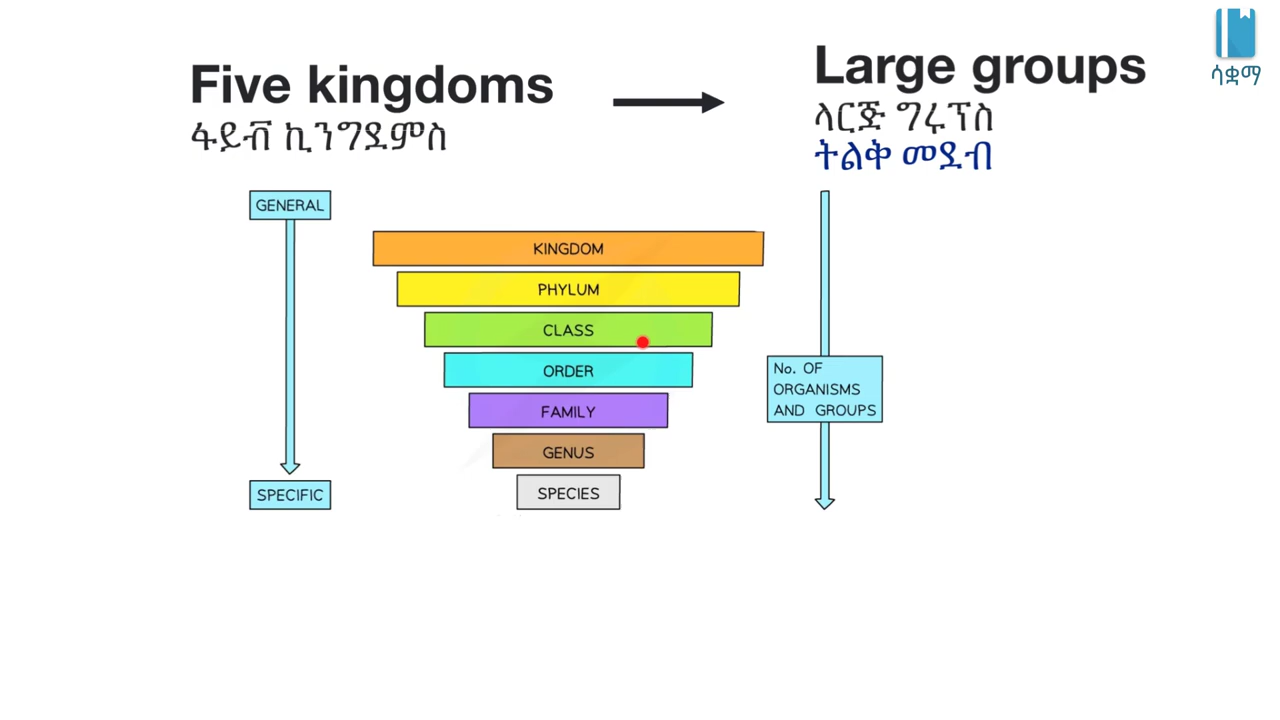 Five kingdoms
ፋይቭ ኪንግደምስ
Large groups
ላርጅ ግሩፕስ
ትልቅ መደብ
ሳቋማ
GENERAL
SPECIFIC
KINGDOM
PHYLUM
CLASS
ORDER
FAMILY
GENUS
SPECIES
No. OF
ORGANISMS
AND GROUPS